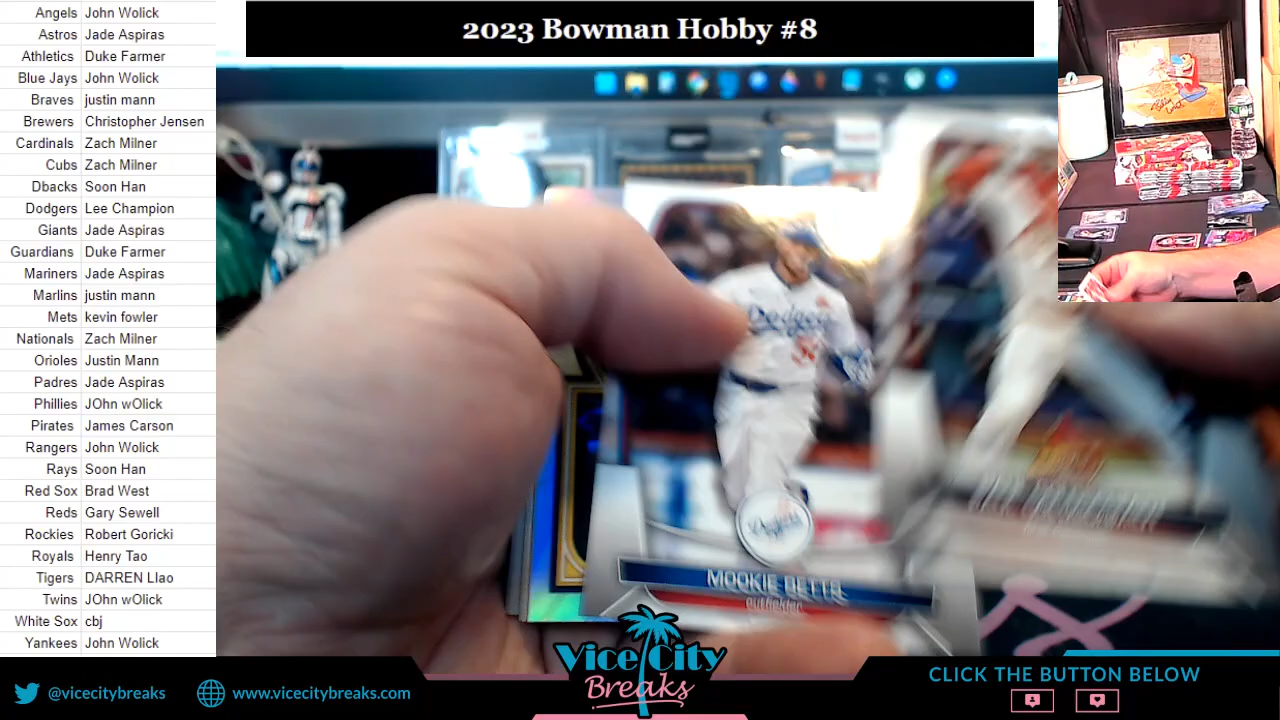 2023 Bowman Hobby #8
Angels John Wolick
Astros Jade Aspiras
Athletics Duke Farmer
Blue Jays John Wolick
Braves justin mann
Brewers Christopher Jensen
Cardinals Zach Milner
Cubs Zach Milner
Dbacks Soon Han
Dodgers Lee Champion
Giants Jade Aspiras
Guardians Duke Farmer
Mariners Jade Aspiras
Marlins justin mann
Mets kevin fowler
Nationals Zach Milner
Orioles Justin Mann
Padres Jade Aspiras
Phillies JOhn wOlick
Pirates James Carson
Rangers John Wolick
Rays Soon Han
Red Sox Brad West
Reds Gary Sewell
Rockies Robert Goricki
Royals Henry Tao
Tigers DARREN LIao
Twins JOhn wOlick
White Sox cbj
Yankees John Wolick
Dodgers
Dodgers
MOOKIE BETTS
outfielder
@vicecitybreaks
www.vicecitybreaks.com
Vice City
Breaks
CLICK THE BUTTON BELOW